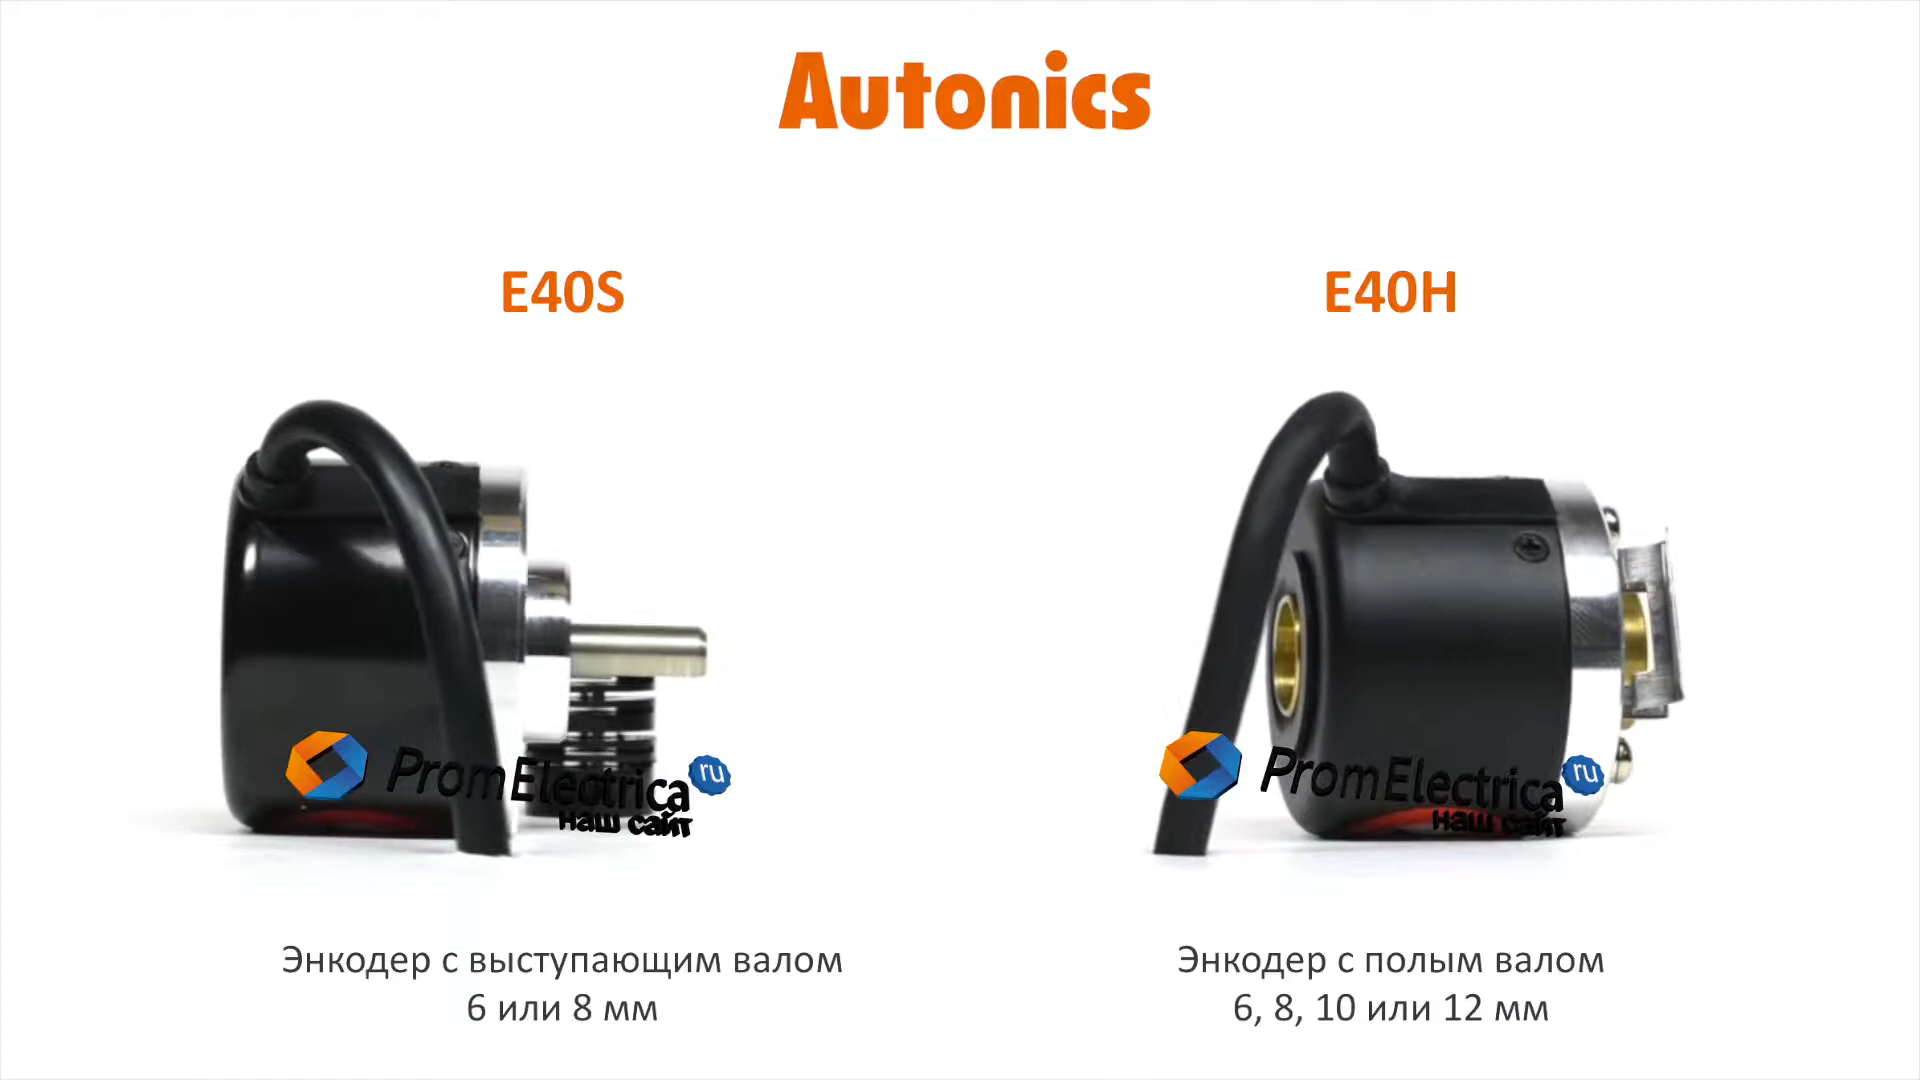 Autonics
E40S
E40H
PromElectrica ru
наш сайт
PromElectrica ru
наш сайт
Энкодер с выступающим валом
6 или 8 мм
Энкодер с полым валом
6, 8, 10 или 12 мм